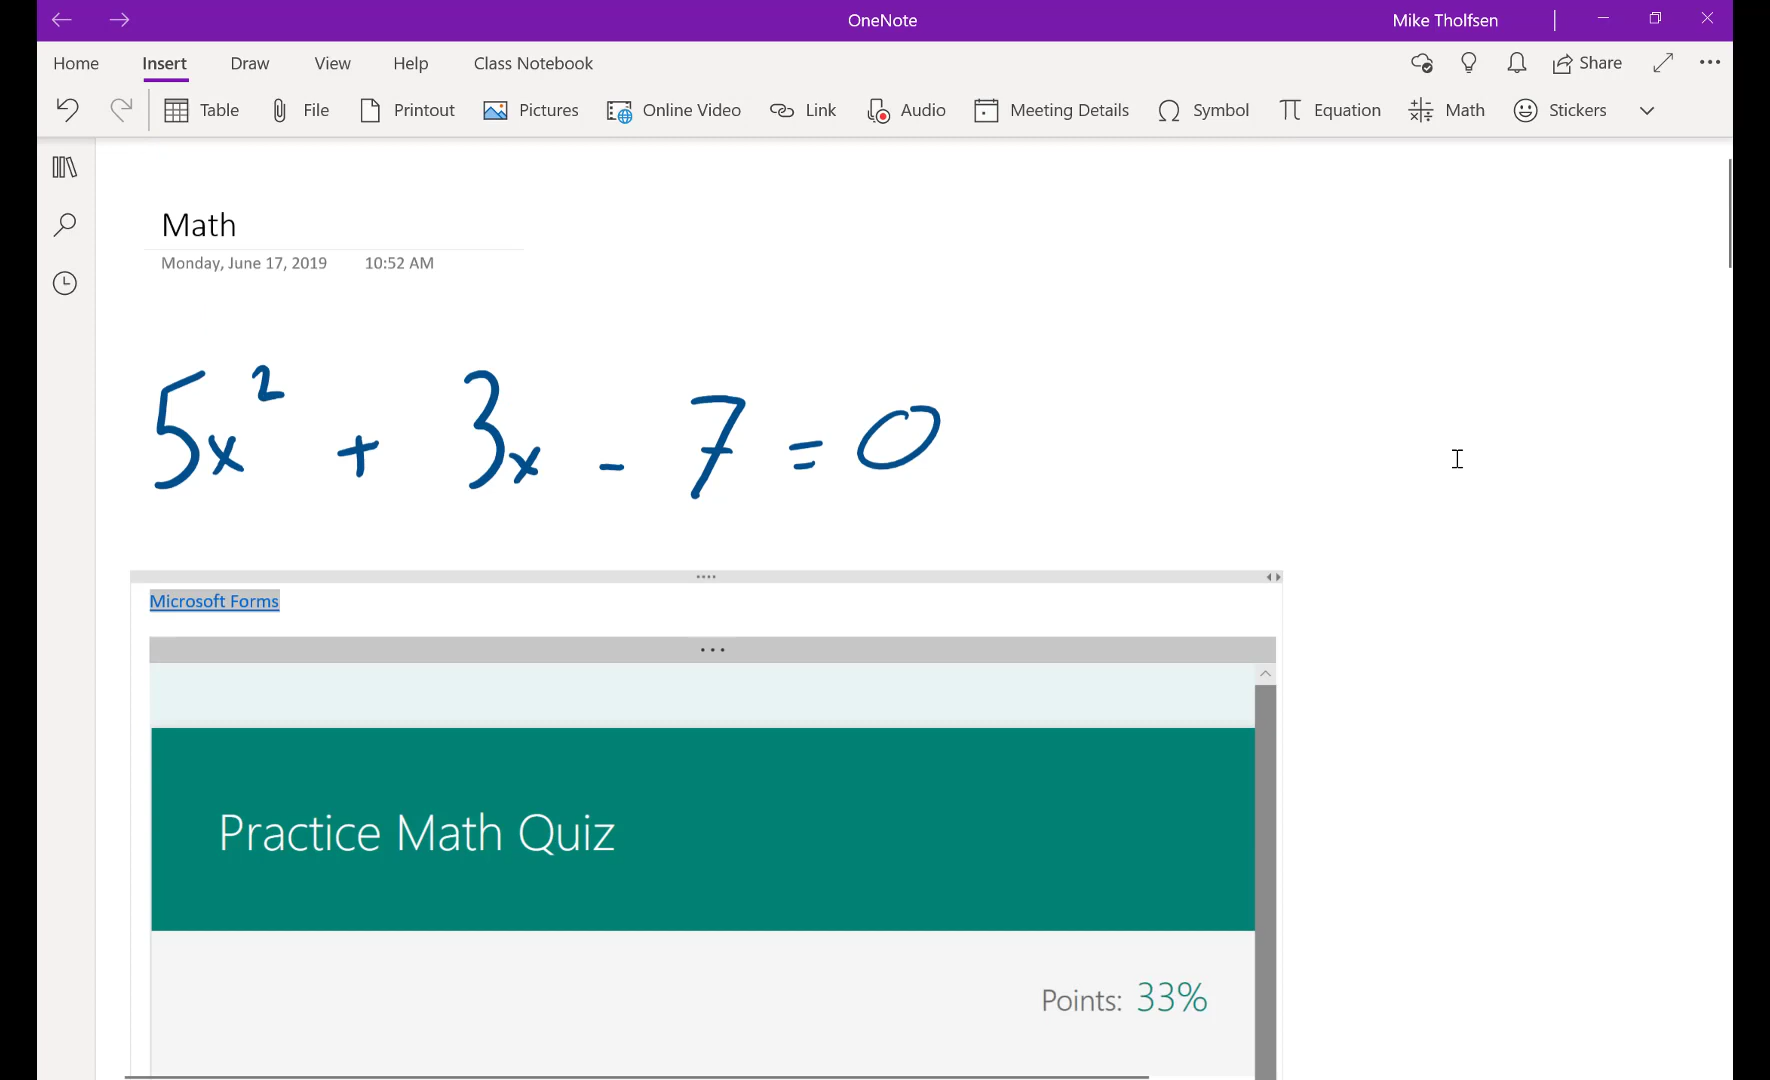 OneNote
Mike Tholfsen
Home Insert Draw View Help Class Notebook Share
Table File Printout Pictures Online Video Link Audio Meeting Details Symbol Equation Math Stickers
Math
Monday, June 17, 2019 10:52 AM
5x² + 3x - 7 = 0
Microsoft Forms
Practice Math Quiz
Points: 33%